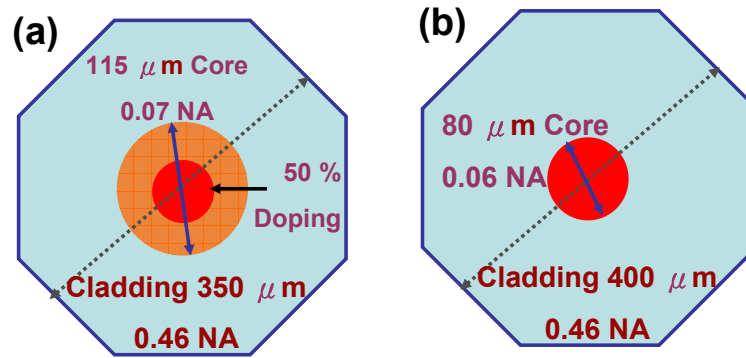 (a)
115 μm Core
0.07 NA
50 %
Doping
Cladding 350 μm
0.46 NA
(b)
80 μm Core
0.06 NA
Cladding 400 μm
0.46 NA